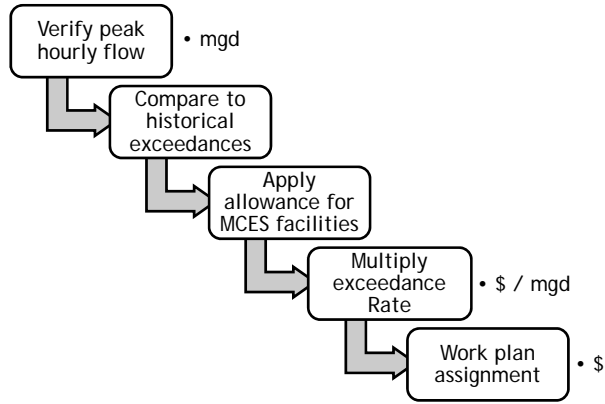 Verify peak
hourly flow
• mgd
Compare to
historical
exceedances
Apply
allowance for
MCES facilities
Multiply
exceedance
Rate
• $ / mgd
Work plan
assignment
• $